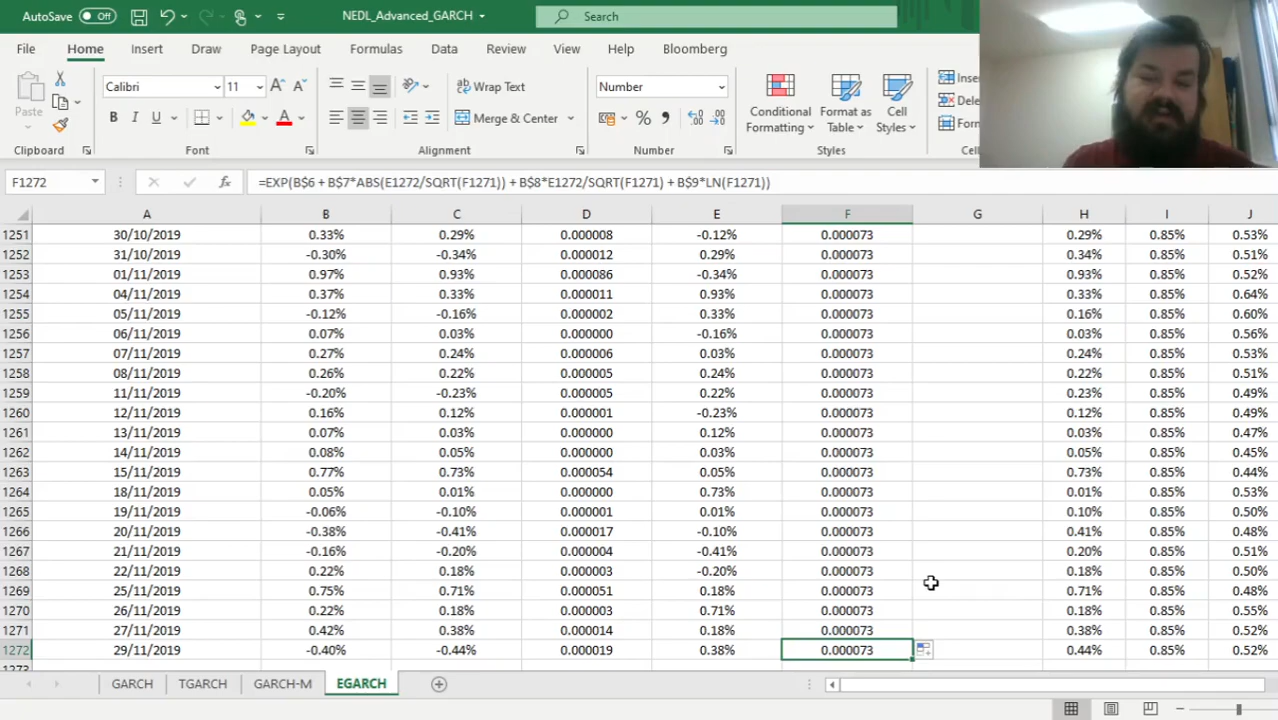 AutoSave Off NEDL_Advanced_GARCH Search
File Home Insert Draw Page Layout Formulas Data Review View Help Bloomberg
Paste Calibri 11 A A Wrap Text Number Conditional Formatting Format as Table Cell Styles Inse Dele Form
B I U A Merge & Center % ,
Clipboard Font Alignment Number Styles Cel
F1272 fx =EXP(B$6 + B$7*ABS(E1272/SQRT(F1271)) + B$8*E1272/SQRT(F1271) + B$9*LN(F1271))
A B C D E F G H I J
1251 30/10/2019 0.33% 0.29% 0.000008 -0.12% 0.000073 0.29% 0.85% 0.53%
1252 31/10/2019 -0.30% -0.34% 0.000012 0.29% 0.000073 0.34% 0.85% 0.51%
1253 01/11/2019 0.97% 0.93% 0.000086 -0.34% 0.000073 0.93% 0.85% 0.52%
1254 04/11/2019 0.37% 0.33% 0.000011 0.93% 0.000073 0.33% 0.85% 0.64%
1255 05/11/2019 -0.12% -0.16% 0.000002 0.33% 0.000073 0.16% 0.85% 0.60%
1256 06/11/2019 0.07% 0.03% 0.000000 -0.16% 0.000073 0.03% 0.85% 0.56%
1257 07/11/2019 0.27% 0.24% 0.000006 0.03% 0.000073 0.24% 0.85% 0.53%
1258 08/11/2019 0.26% 0.22% 0.000005 0.24% 0.000073 0.22% 0.85% 0.51%
1259 11/11/2019 -0.20% -0.23% 0.000005 0.22% 0.000073 0.23% 0.85% 0.49%
1260 12/11/2019 0.16% 0.12% 0.000001 -0.23% 0.000073 0.12% 0.85% 0.49%
1261 13/11/2019 0.07% 0.03% 0.000000 0.12% 0.000073 0.03% 0.85% 0.47%
1262 14/11/2019 0.08% 0.05% 0.000000 0.03% 0.000073 0.05% 0.85% 0.45%
1263 15/11/2019 0.77% 0.73% 0.000054 0.05% 0.000073 0.73% 0.85% 0.44%
1264 18/11/2019 0.05% 0.01% 0.000000 0.73% 0.000073 0.01% 0.85% 0.53%
1265 19/11/2019 -0.06% -0.10% 0.000001 0.01% 0.000073 0.10% 0.85% 0.50%
1266 20/11/2019 -0.38% -0.41% 0.000017 -0.10% 0.000073 0.41% 0.85% 0.48%
1267 21/11/2019 -0.16% -0.20% 0.000004 -0.41% 0.000073 0.20% 0.85% 0.51%
1268 22/11/2019 0.22% 0.18% 0.000003 -0.20% 0.000073 0.18% 0.85% 0.50%
1269 25/11/2019 0.75% 0.71% 0.000051 0.18% 0.000073 0.71% 0.85% 0.48%
1270 26/11/2019 0.22% 0.18% 0.000003 0.71% 0.000073 0.18% 0.85% 0.55%
1271 27/11/2019 0.42% 0.38% 0.000014 0.18% 0.000073 0.38% 0.85% 0.52%
1272 29/11/2019 -0.40% -0.44% 0.000019 0.38% 0.000073 0.44% 0.85% 0.52%
1273
GARCH TGARCH GARCH-M EGARCH